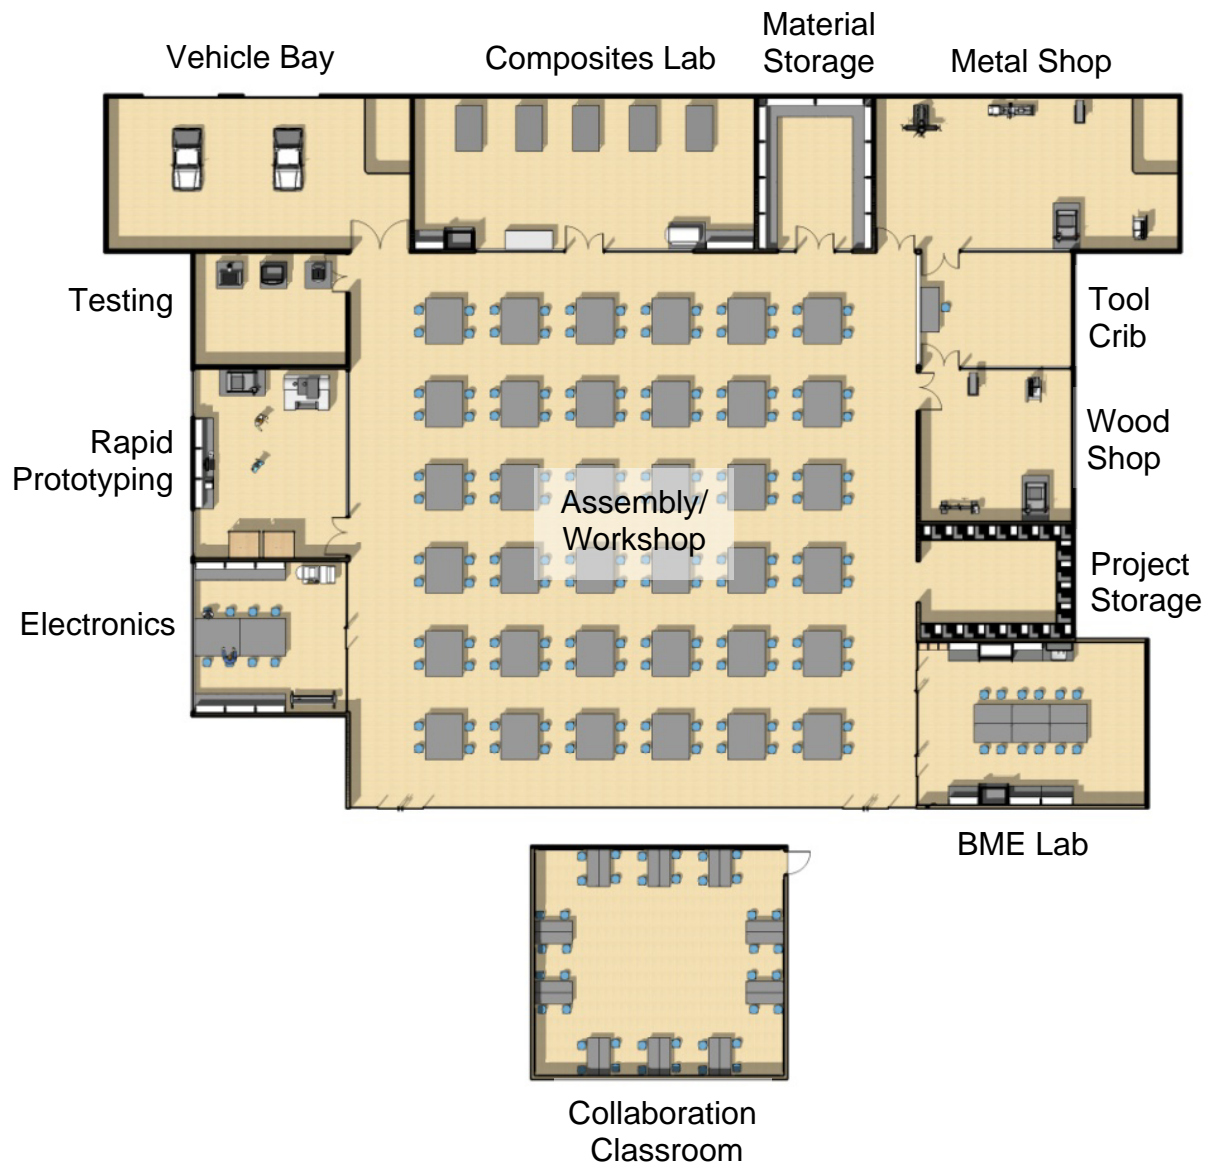 Vehicle Bay
Composites Lab
Material
Storage
Metal Shop
Testing
Tool
Crib
Rapid
Prototyping
Wood
Shop
Assembly/
Workshop
Project
Storage
Electronics
BME Lab
Collaboration
Classroom